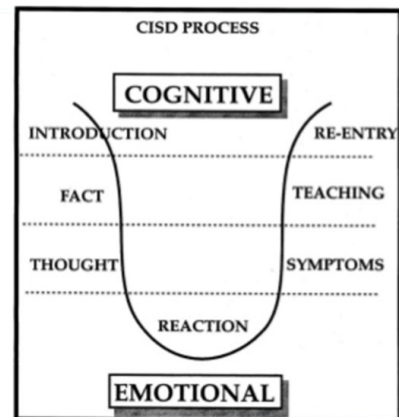 CISD PROCESS
COGNITIVE
INTRODUCTION RE-ENTRY
FACT TEACHING
THOUGHT SYMPTOMS
REACTION
EMOTIONAL